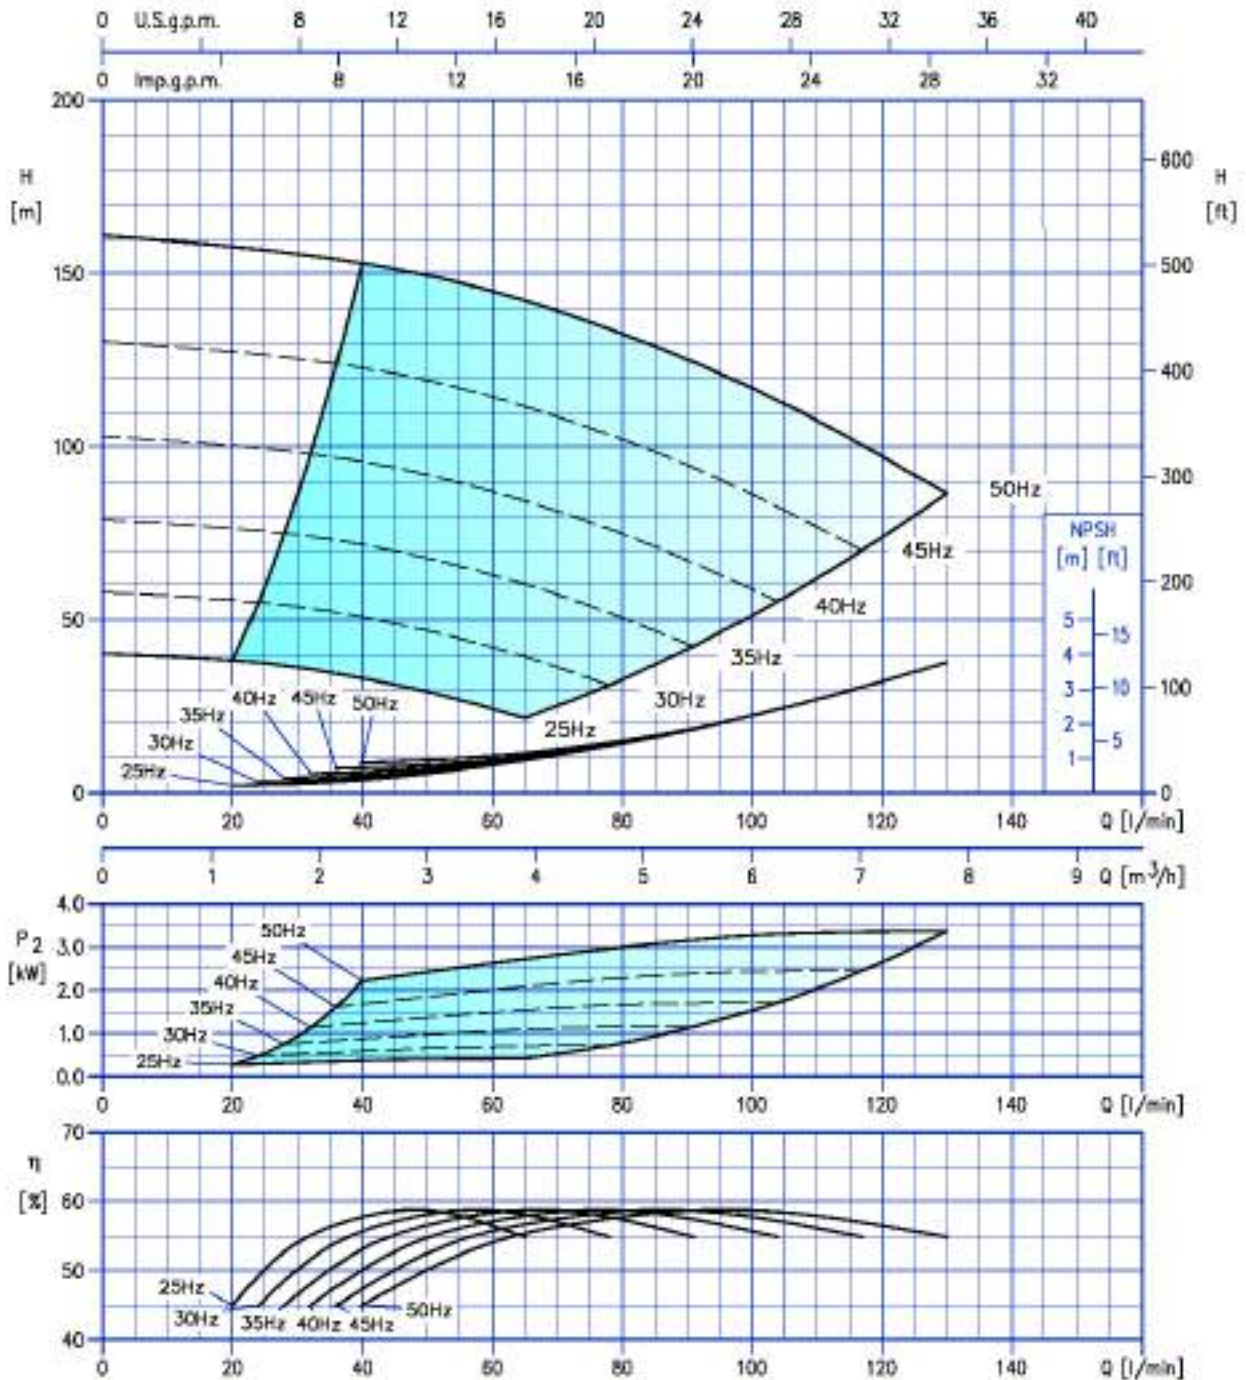 0 U.S.g.p.m. 8 12 16 20 24 28 32 36 40
0 Imp.g.p.m. 8 12 16 20 24 28 32
200
H
[m]
600
H
[ft]
150
500
400
100
300
50Hz
45Hz
NPSH
[m] [ft]
200
40Hz
50
5
15
4
35Hz
3
10
100
40Hz 45Hz 50Hz
30Hz
35Hz
25Hz
2
30Hz
5
1
25Hz
0
0
0 20 40 60 80 100 120 140 Q [l/min]
0 1 2 3 4 5 6 7 8 9 Q [m³/h]
4.0
P2
[kW]
50Hz
3.0
45Hz
40Hz
2.0
35Hz
1.0
30Hz
25Hz
0.0
0 20 40 60 80 100 120 140 Q [l/min]
70
η
[%]
60
50
25Hz
30Hz 35Hz 40Hz 45Hz 50Hz
40
0 20 40 60 80 100 120 140 Q [l/min]